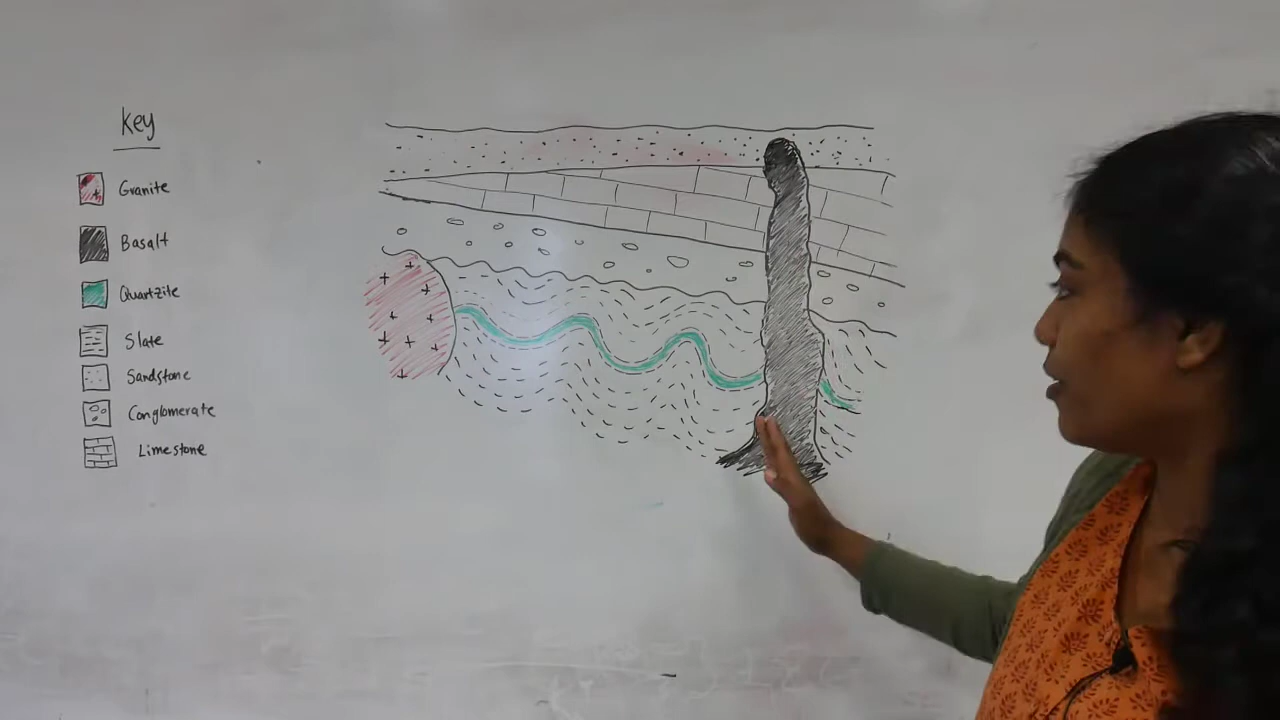 Key
Granite
Basalt
Quartzite
Slate
Sandstone
Conglomerate
Limestone